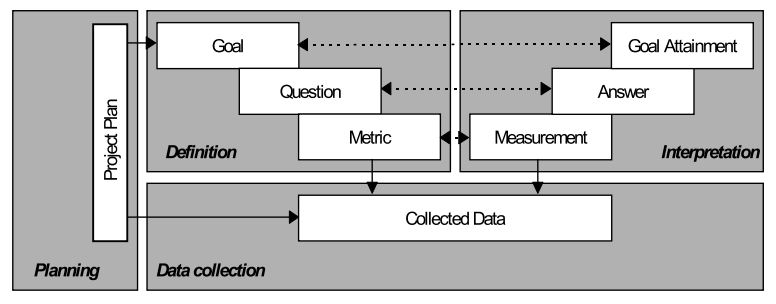 Goal
Goal Attainment
Question
Answer
Metric
Measurement
Definition
Interpretation
Project Plan
Collected Data
Planning
Data collection